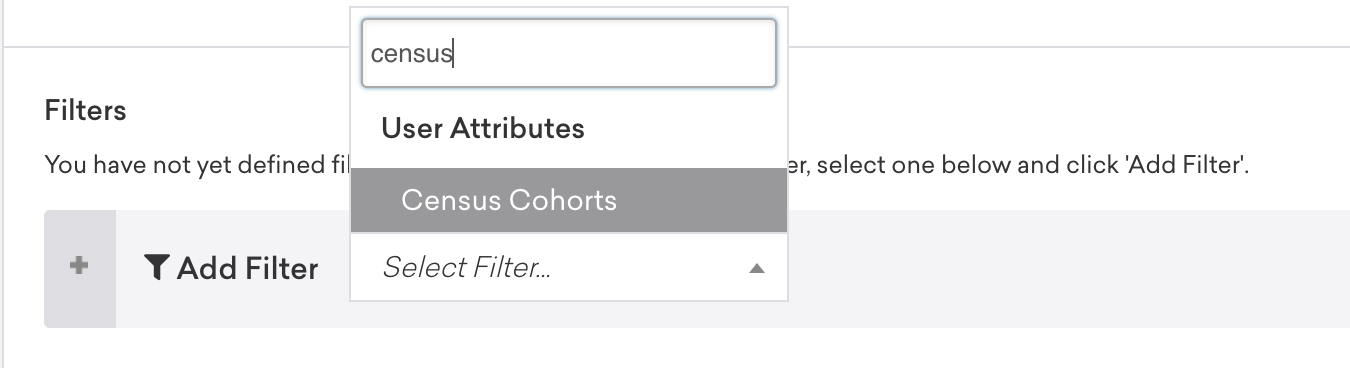 census
User Attributes
Census Cohorts
Select Filter...
Filters
You have not yet defined fil er, select one below and click 'Add Filter'.
+ Add Filter